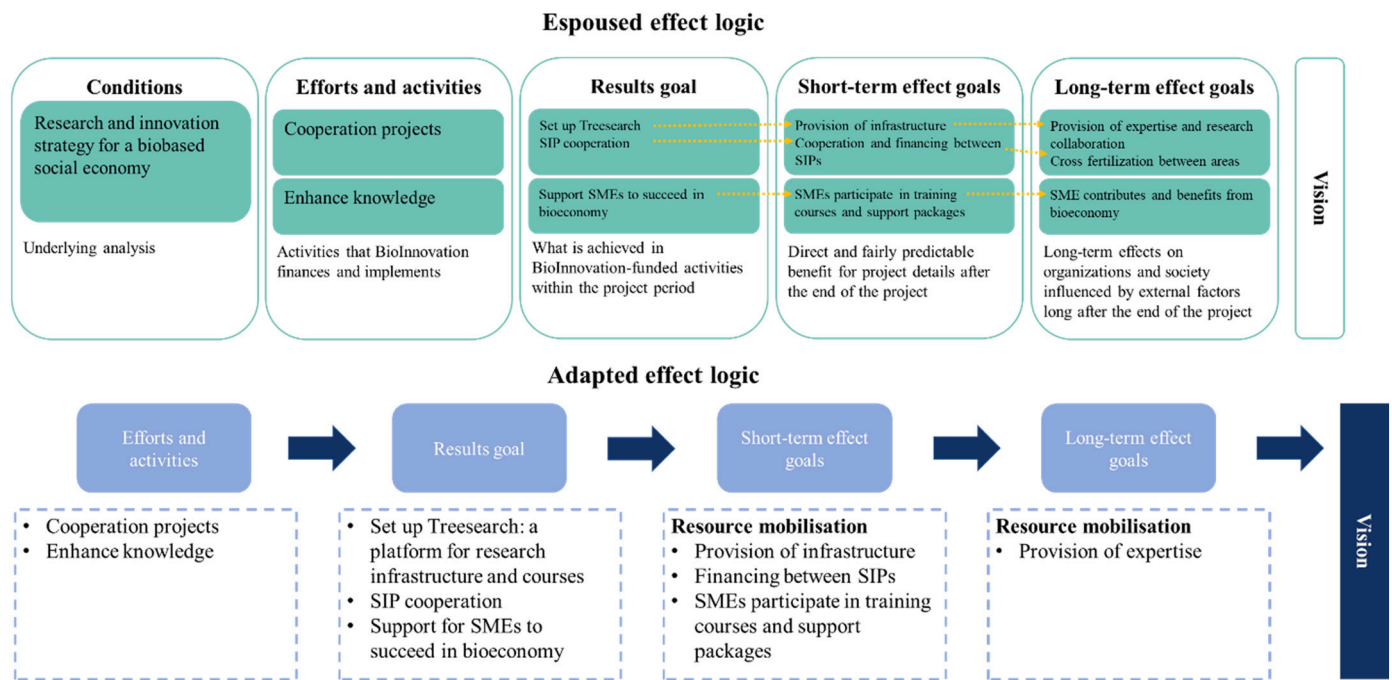 Espoused effect logic
Conditions
Research and innovation
strategy for a biobased
social economy
Underlying analysis
Efforts and activities
Cooperation projects
Enhance knowledge
Activities that BioInnovation
finances and implements
Results goal
Set up Treesearch
SIP cooperation
Support SMEs to succeed in
bioeconomy
What is achieved in
BioInnovation-funded activities
within the project period
Short-term effect goals
Provision of infrastructure
Cooperation and financing between
SIPs
SMEs participate in training
courses and support packages
Direct and fairly predictable
benefit for project details after
the end of the project
Long-term effect goals
Provision of expertise and research
collaboration
Cross fertilization between areas
SME contributes and benefits from
bioeconomy
Long-term effects on
organizations and society
influenced by external factors
long after the end of the project
Vision
Adapted effect logic
Efforts and
activities
• Cooperation projects
• Enhance knowledge
Results goal
• Set up Treesearch: a
platform for research
infrastructure and courses
• SIP cooperation
• Support for SMEs to
succeed in bioeconomy
Short-term effect
goals
Resource mobilisation
• Provision of infrastructure
• Financing between SIPs
• SMEs participate in training
courses and support
packages
Long-term effect
goals
Resource mobilisation
• Provision of expertise
Vision